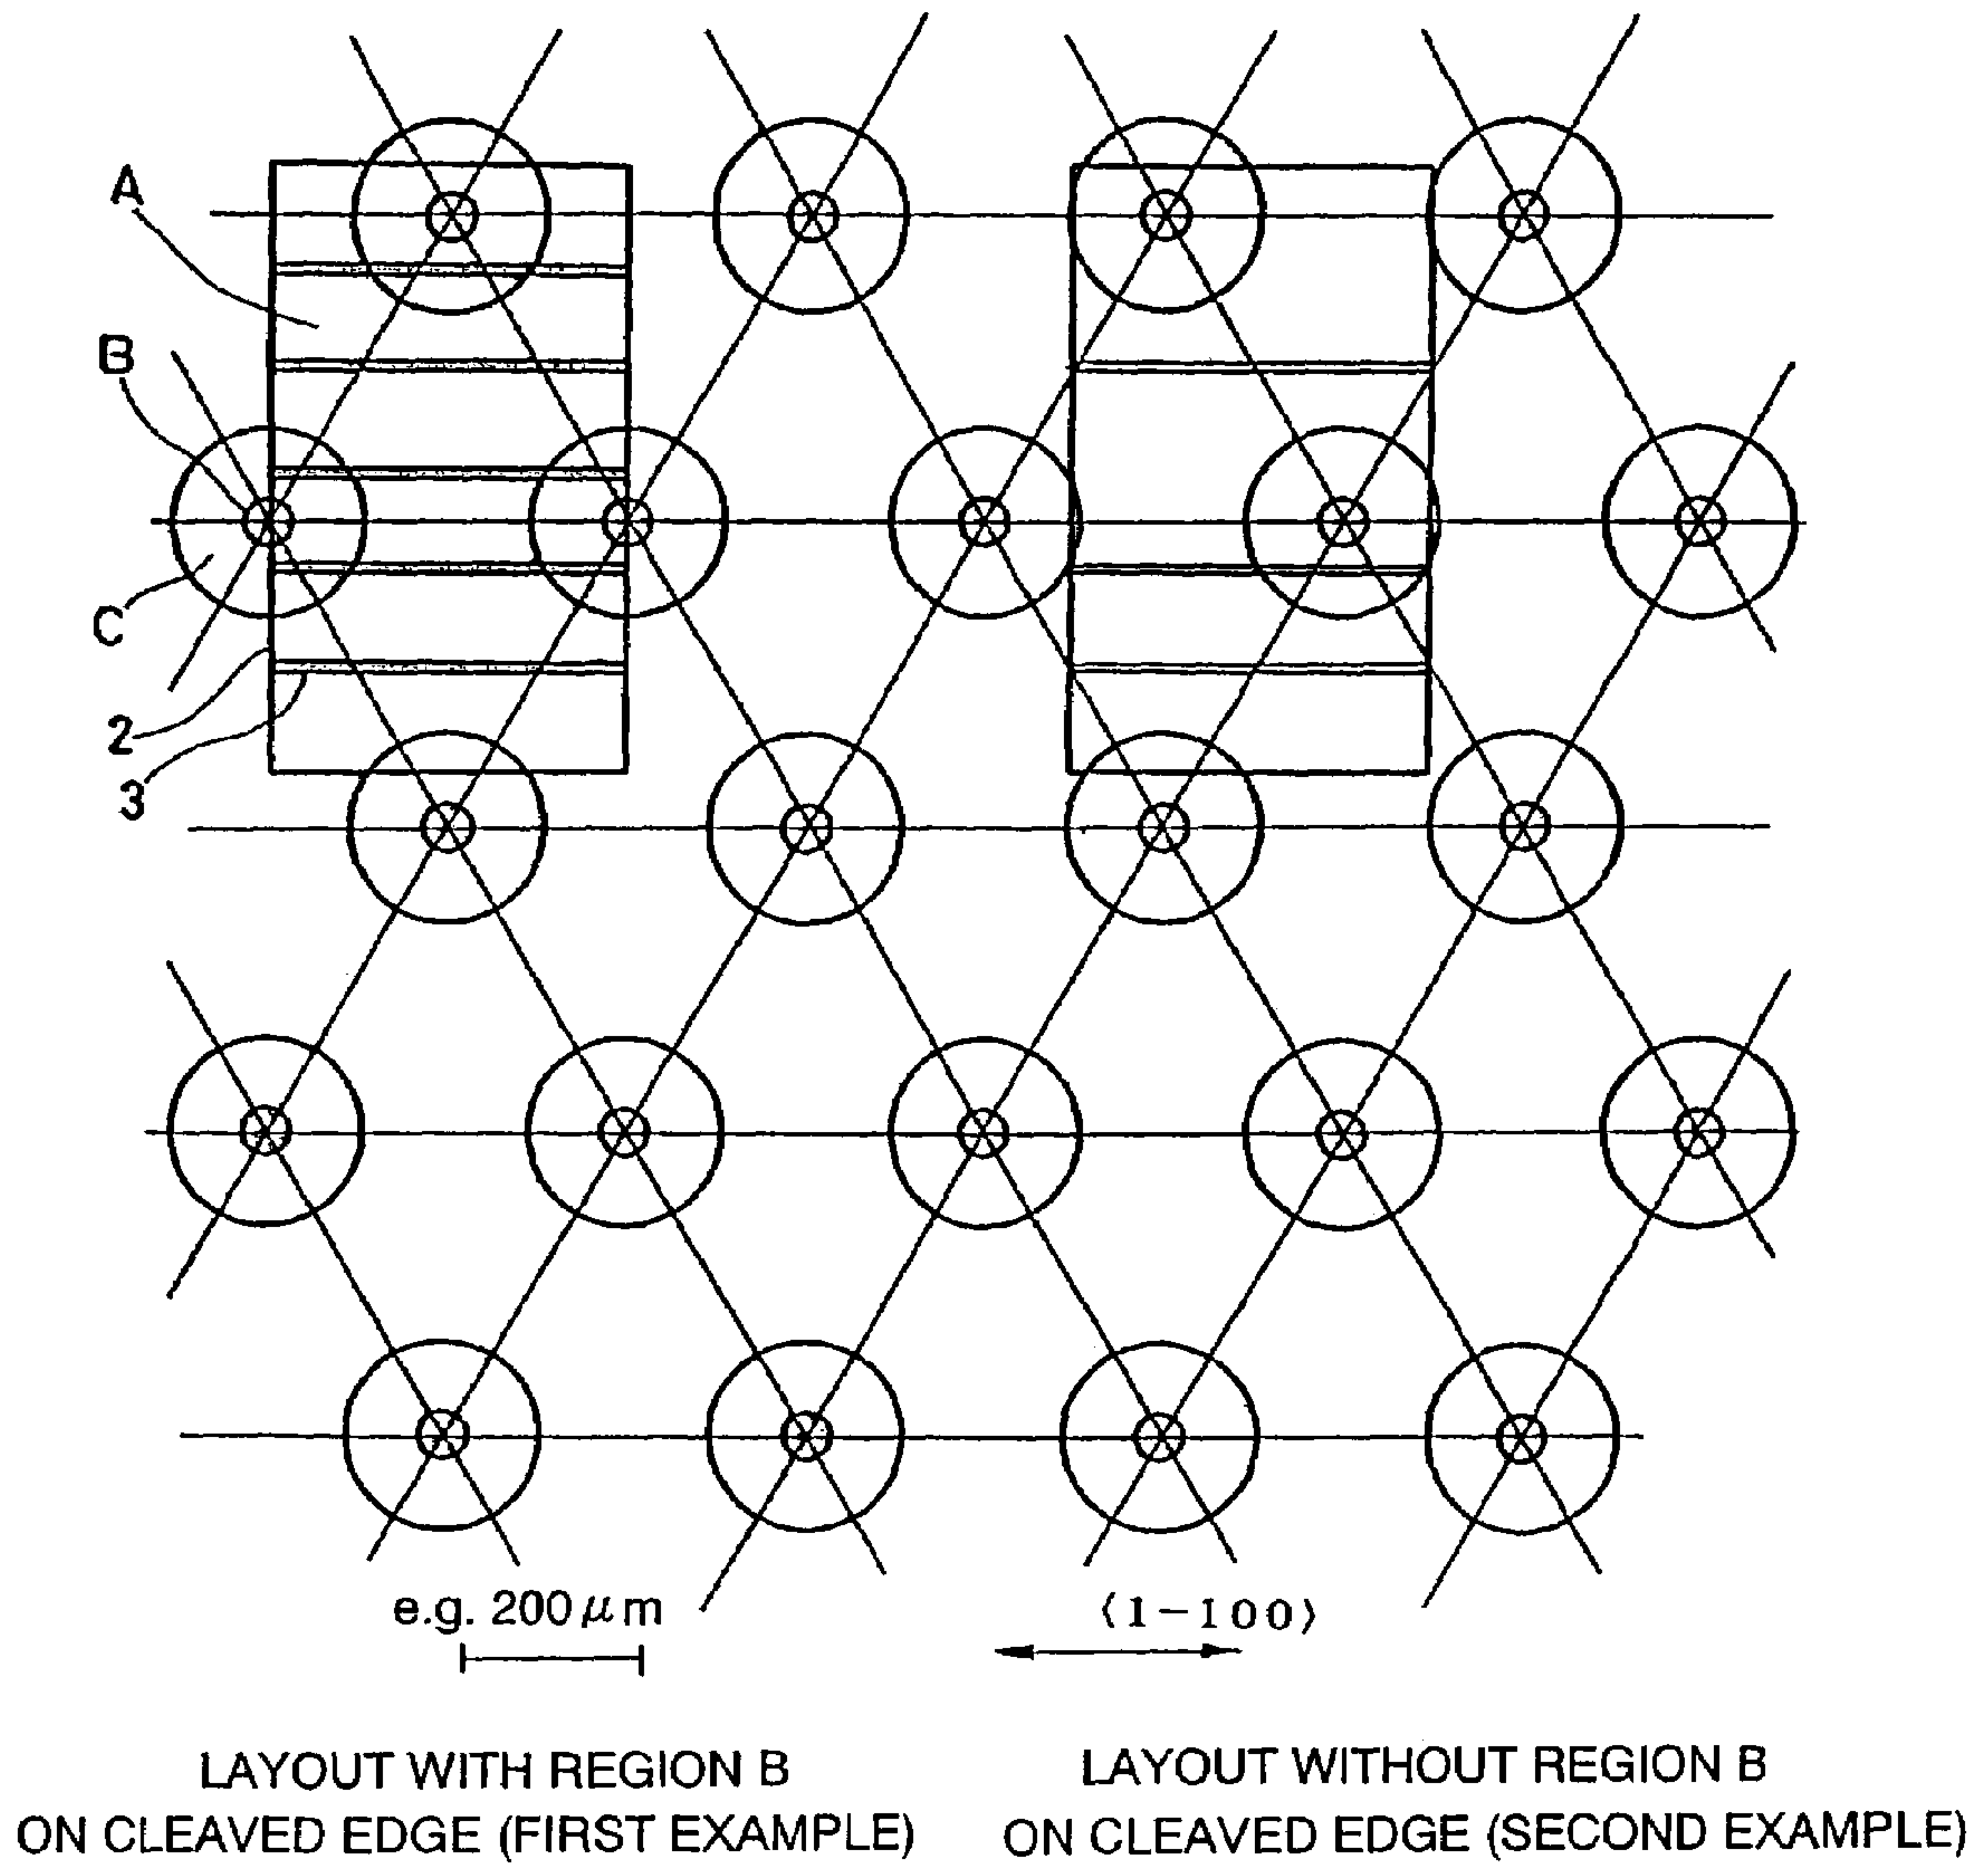 A
B
C
2
3
e.g. 200μm
⟨1-100⟩
LAYOUT WITH REGION B
ON CLEAVED EDGE (FIRST EXAMPLE)
LAYOUT WITHOUT REGION B
ON CLEAVED EDGE (SECOND EXAMPLE)